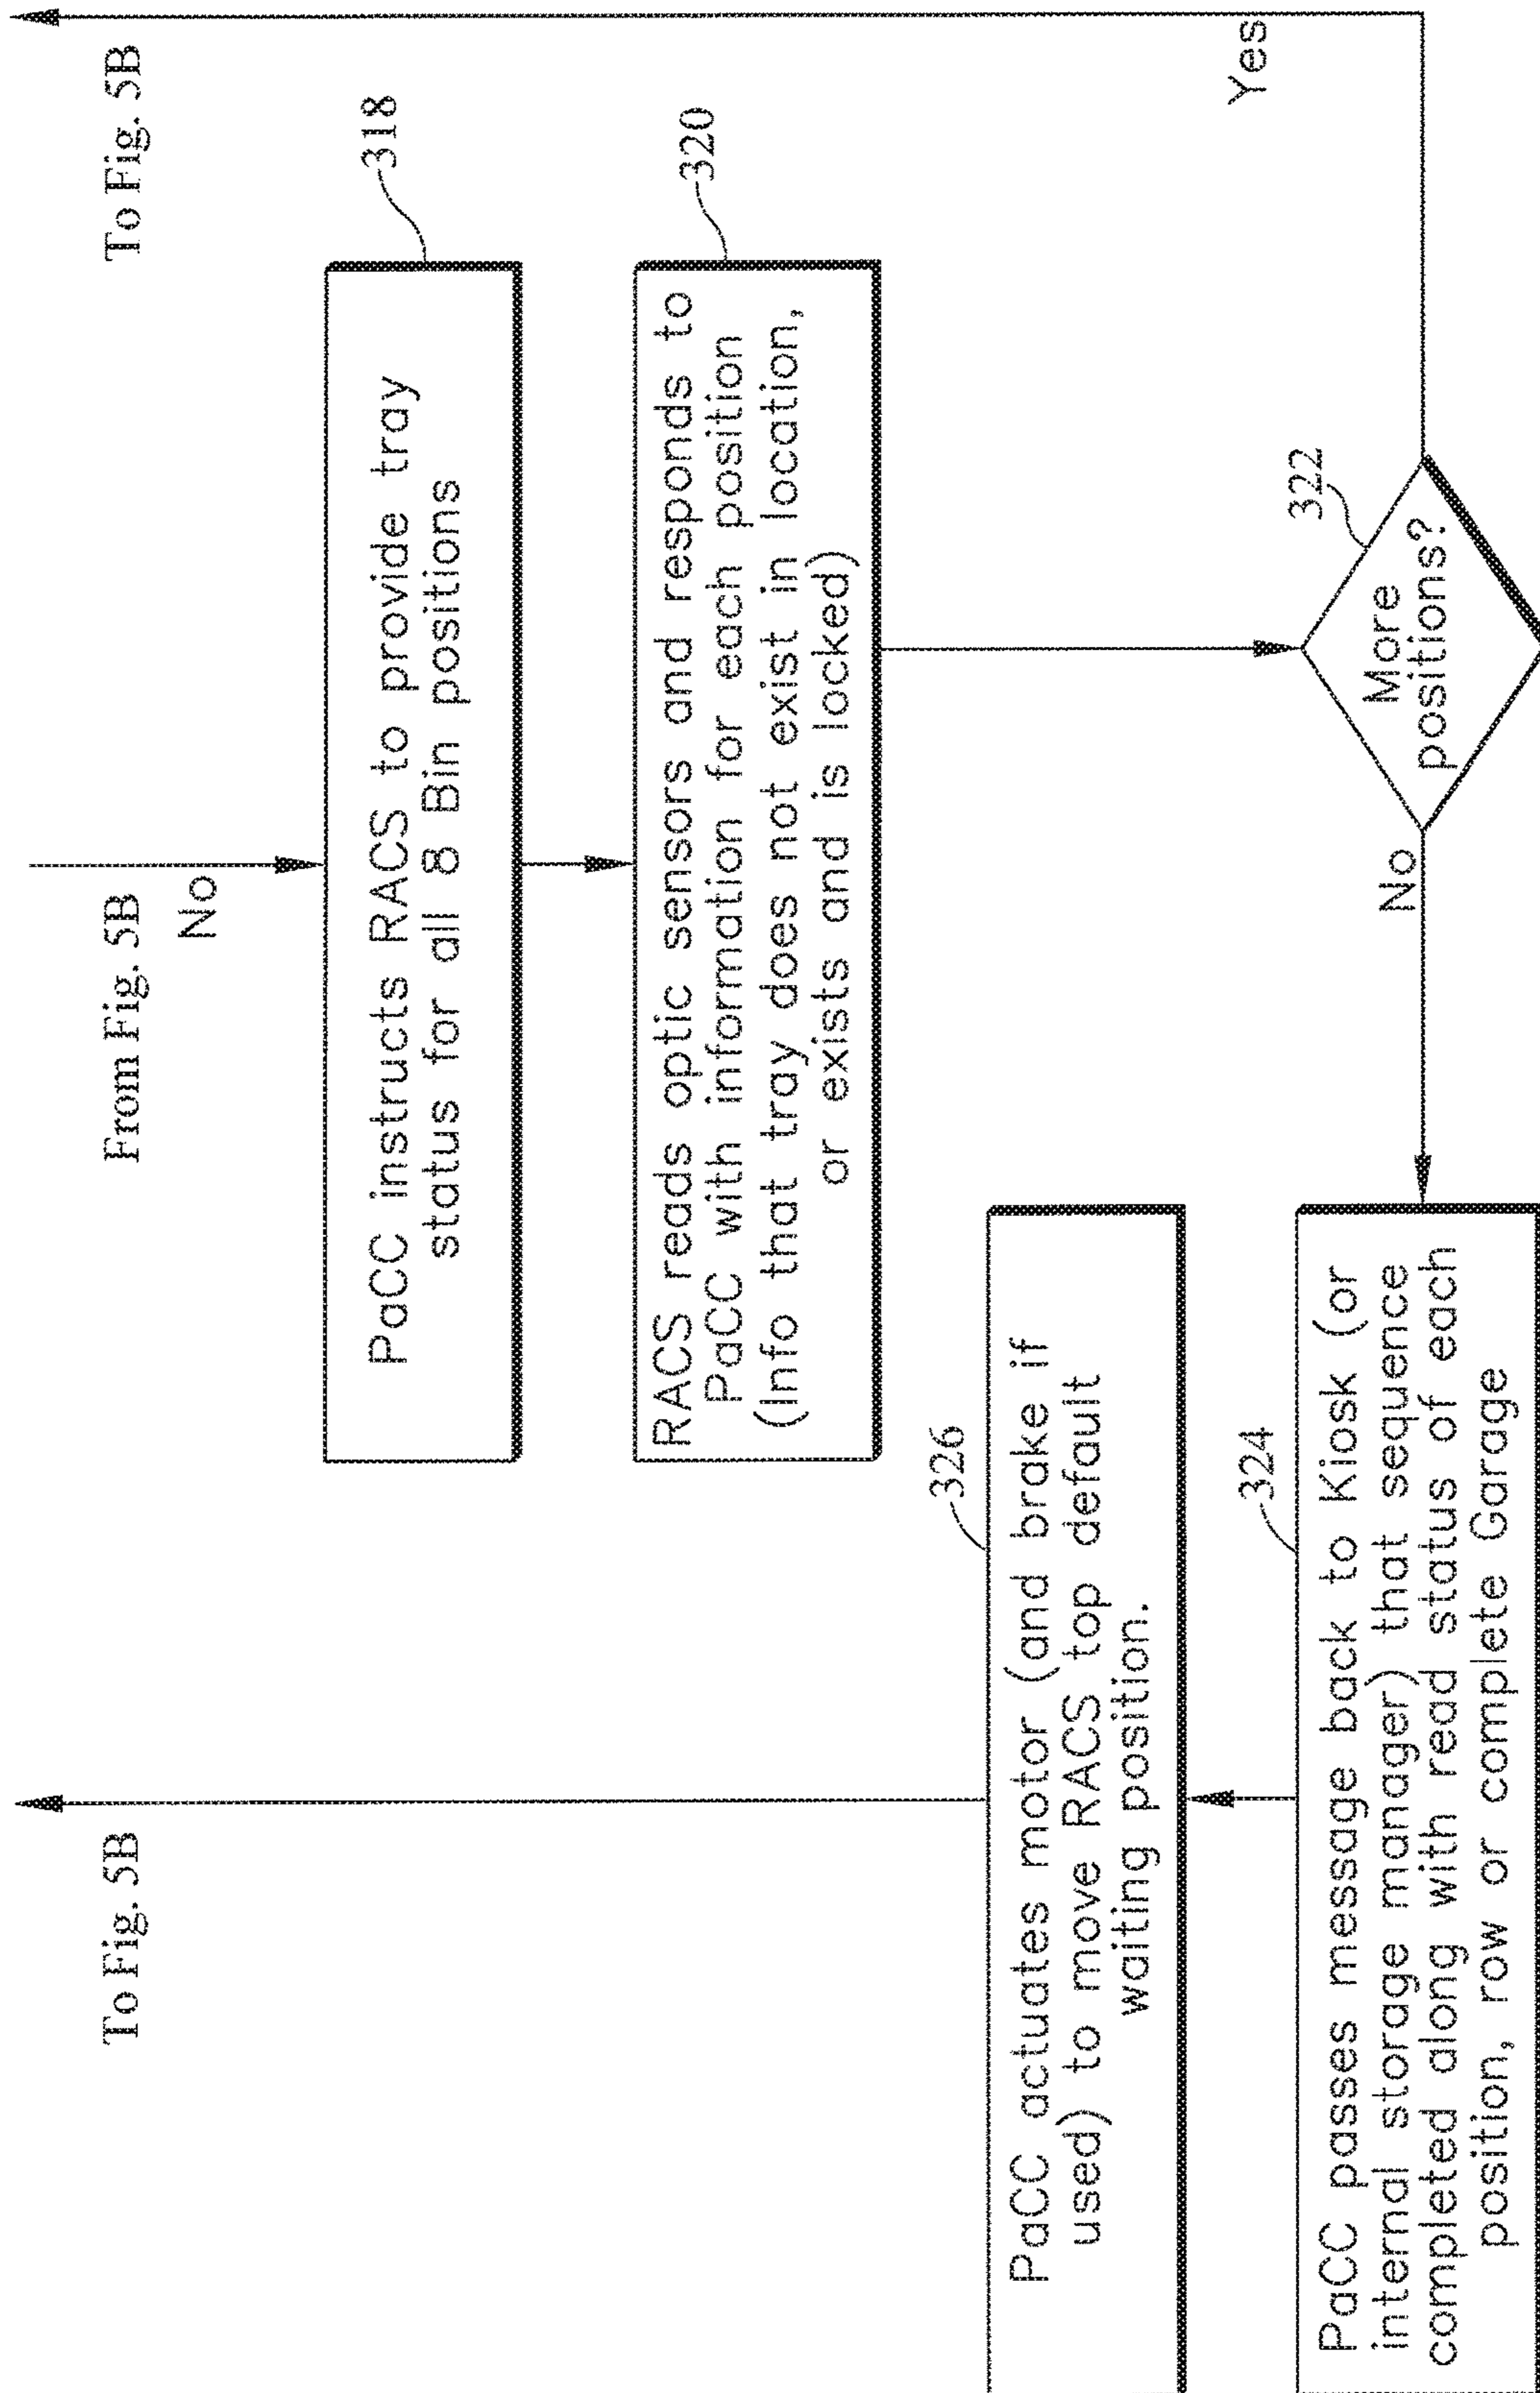 To Fig. 5B
From Fig. 5B
To Fig. 5B
No
318
PaCC instructs RACS to provide tray
status for all 8 Bin positions
320
RACS reads optic sensors and responds to
PaCC with information for each position
(Info that tray does not exist in location,
or exists and is locked)
322
More
positions?
Yes
No
326
PaCC actuates motor (and brake if
used) to move RACS top default
waiting position.
324
PaCC passes message back to Kiosk (or
internal storage manager) that sequence
completed along with read status of each
position, row or complete Garage